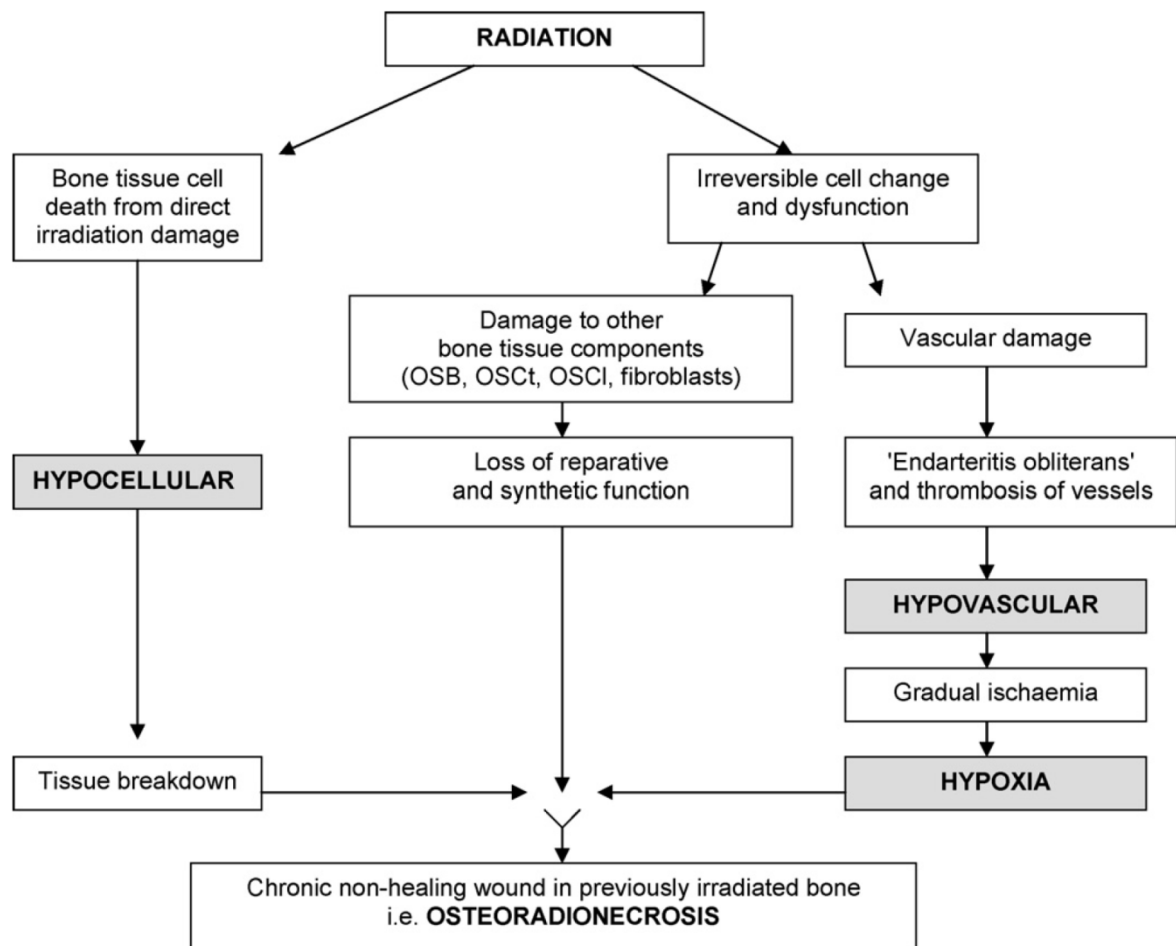 RADIATION
Bone tissue cell
death from direct
irradiation damage
Irreversible cell change
and dysfunction
Damage to other
bone tissue components
(OSB, OSCt, OSCl, fibroblasts)
Vascular damage
HYPOCELLULAR
Loss of reparative
and synthetic function
'Endarteritis obliterans'
and thrombosis of vessels
HYPOVASCULAR
Gradual ischaemia
Tissue breakdown
HYPOXIA
Chronic non-healing wound in previously irradiated bone
i.e. OSTEORADIONECROSIS